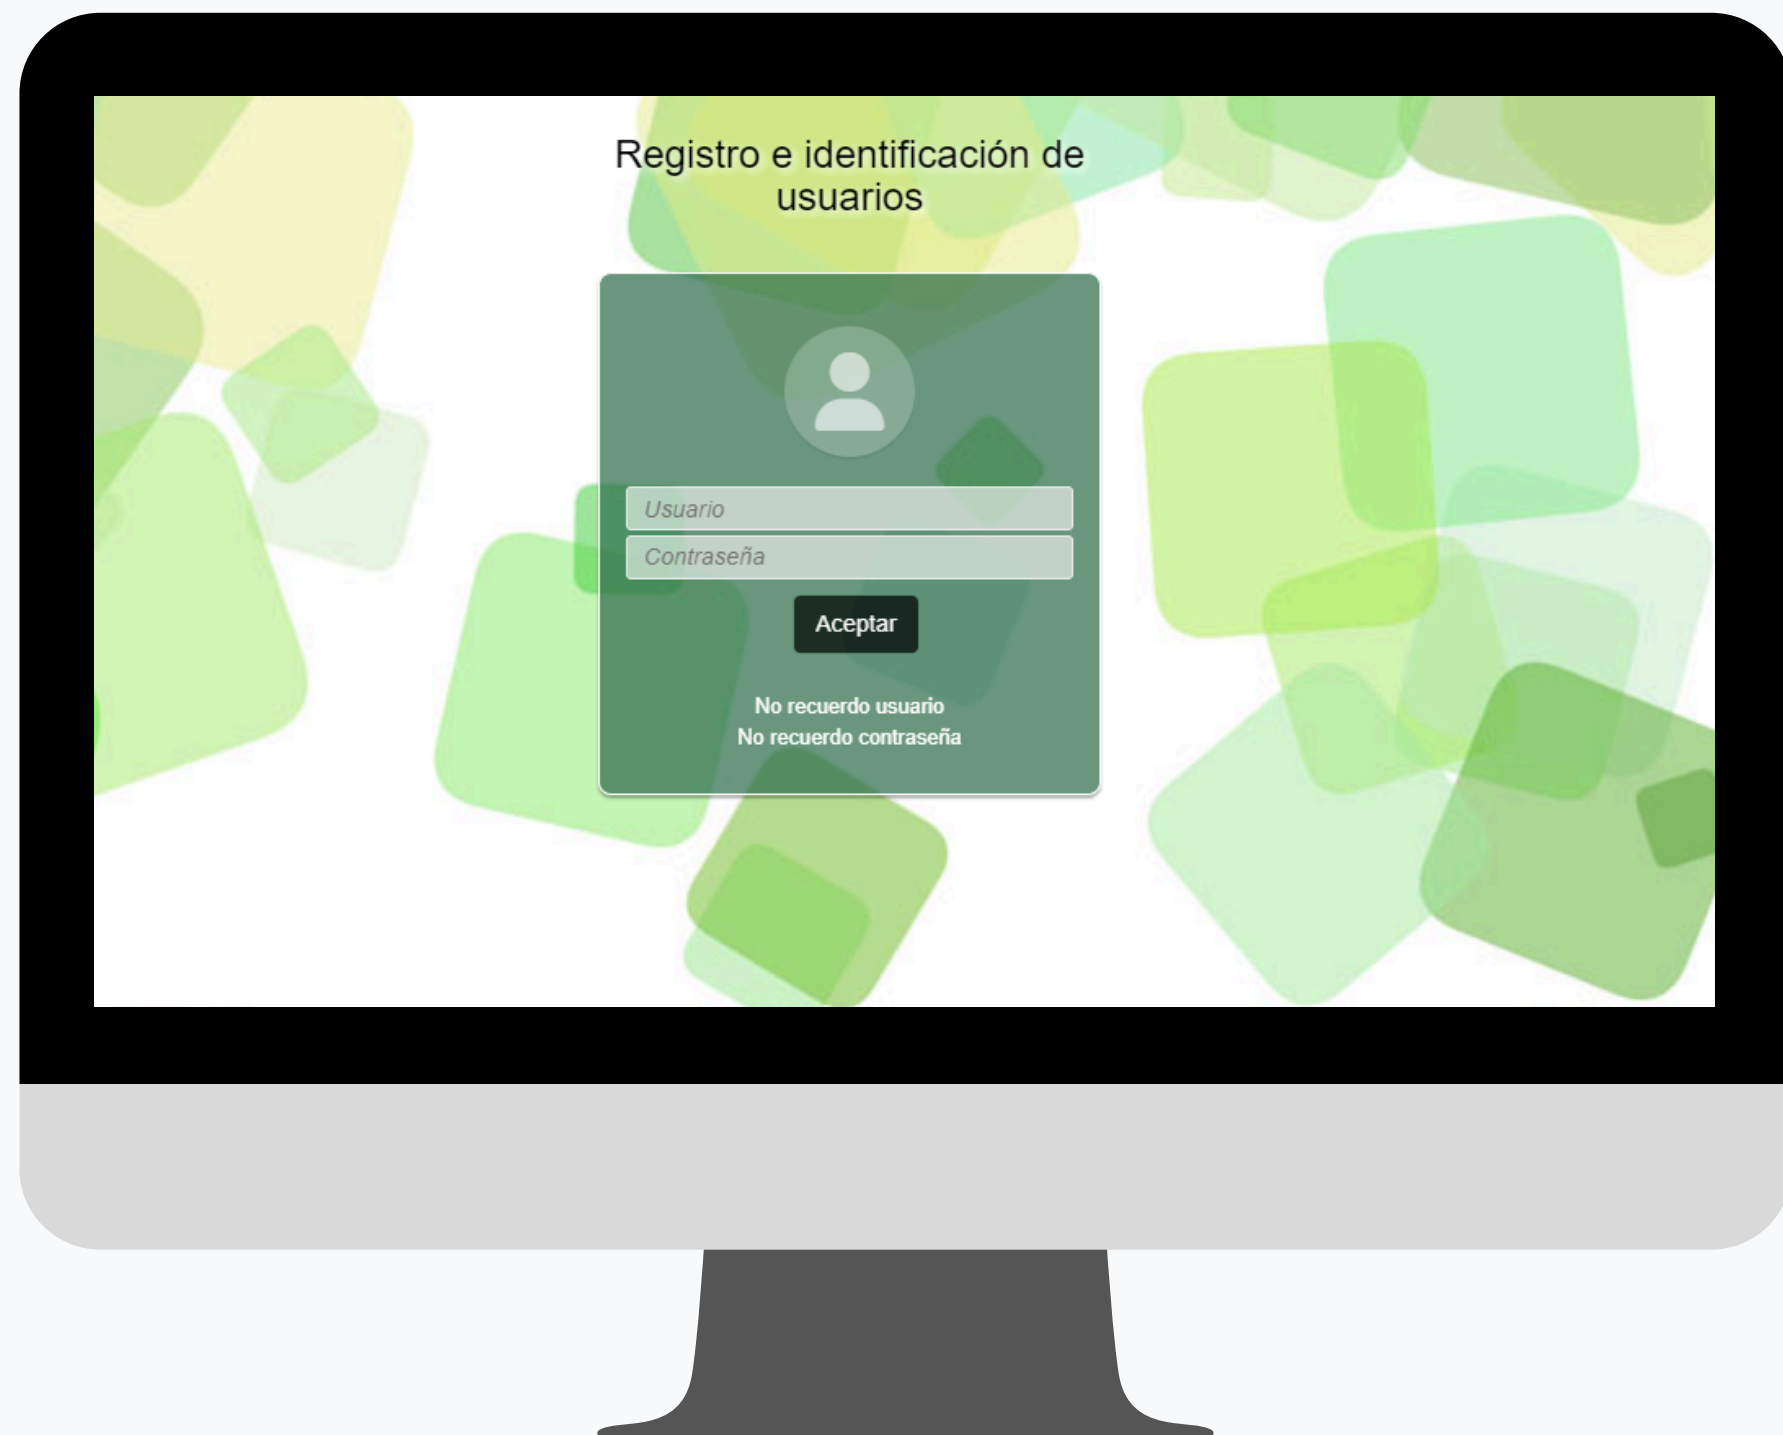 Registro e identificación de
usuarios
Usuario
Contraseña
Aceptar
No recuerdo usuario
No recuerdo contraseña